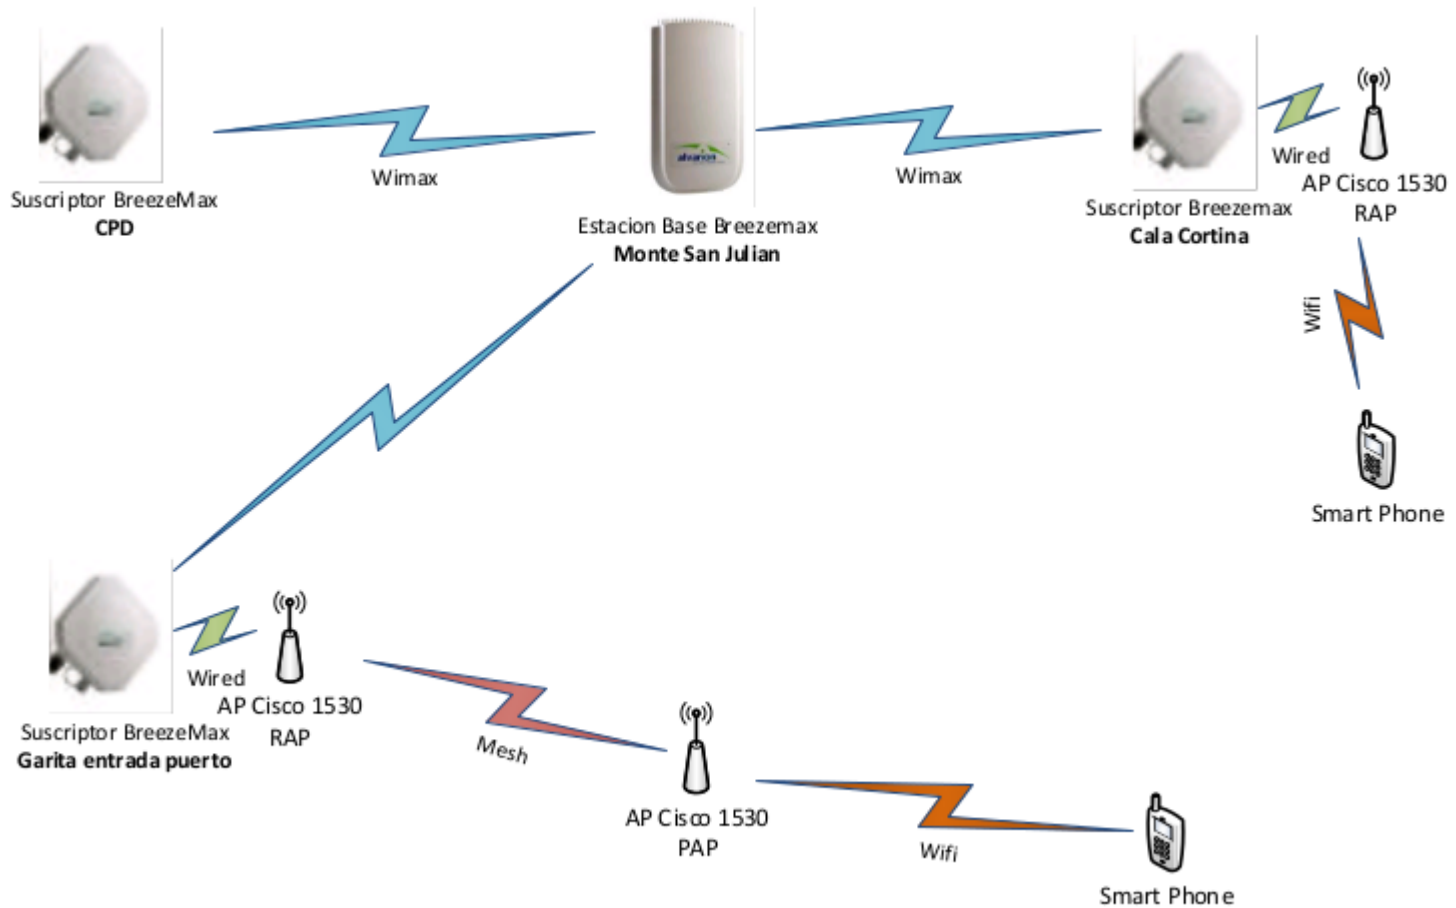 Suscriptor BreezeMax
CPD
Wimax
alvarion
Estacion Base Breezemax
Monte San Julian
Wimax
Suscriptor Breezemax
Cala Cortina
Wired
AP Cisco 1530
RAP
Wifi
Smart Phone
Suscriptor BreezeMax
Garita entrada puerto
Wired
AP Cisco 1530
RAP
Mesh
AP Cisco 1530
PAP
Wifi
Smart Phone